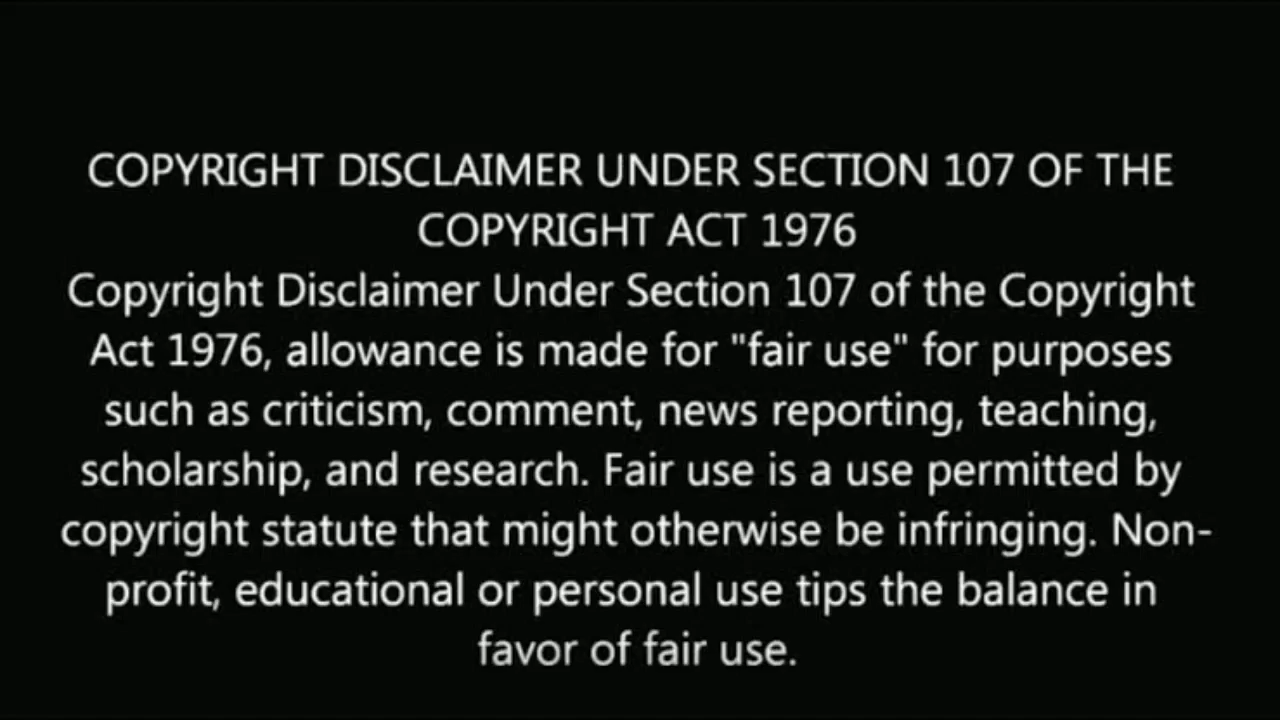 COPYRIGHT DISCLAIMER UNDER SECTION 107 OF THE
COPYRIGHT ACT 1976
Copyright Disclaimer Under Section 107 of the Copyright
Act 1976, allowance is made for "fair use" for purposes
such as criticism, comment, news reporting, teaching,
scholarship, and research. Fair use is a use permitted by
copyright statute that might otherwise be infringing. Non-
profit, educational or personal use tips the balance in
favor of fair use.